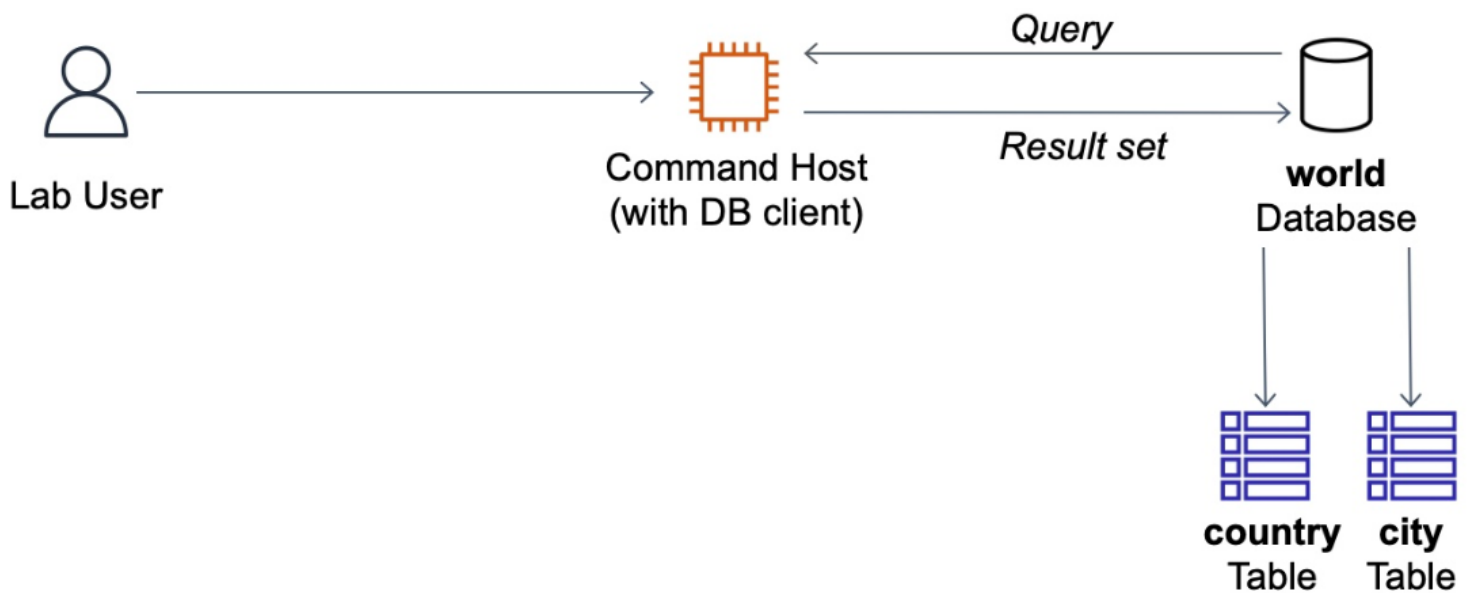 Query
Result set
Lab User
Command Host
(with DB client)
world
Database
country
Table
city
Table